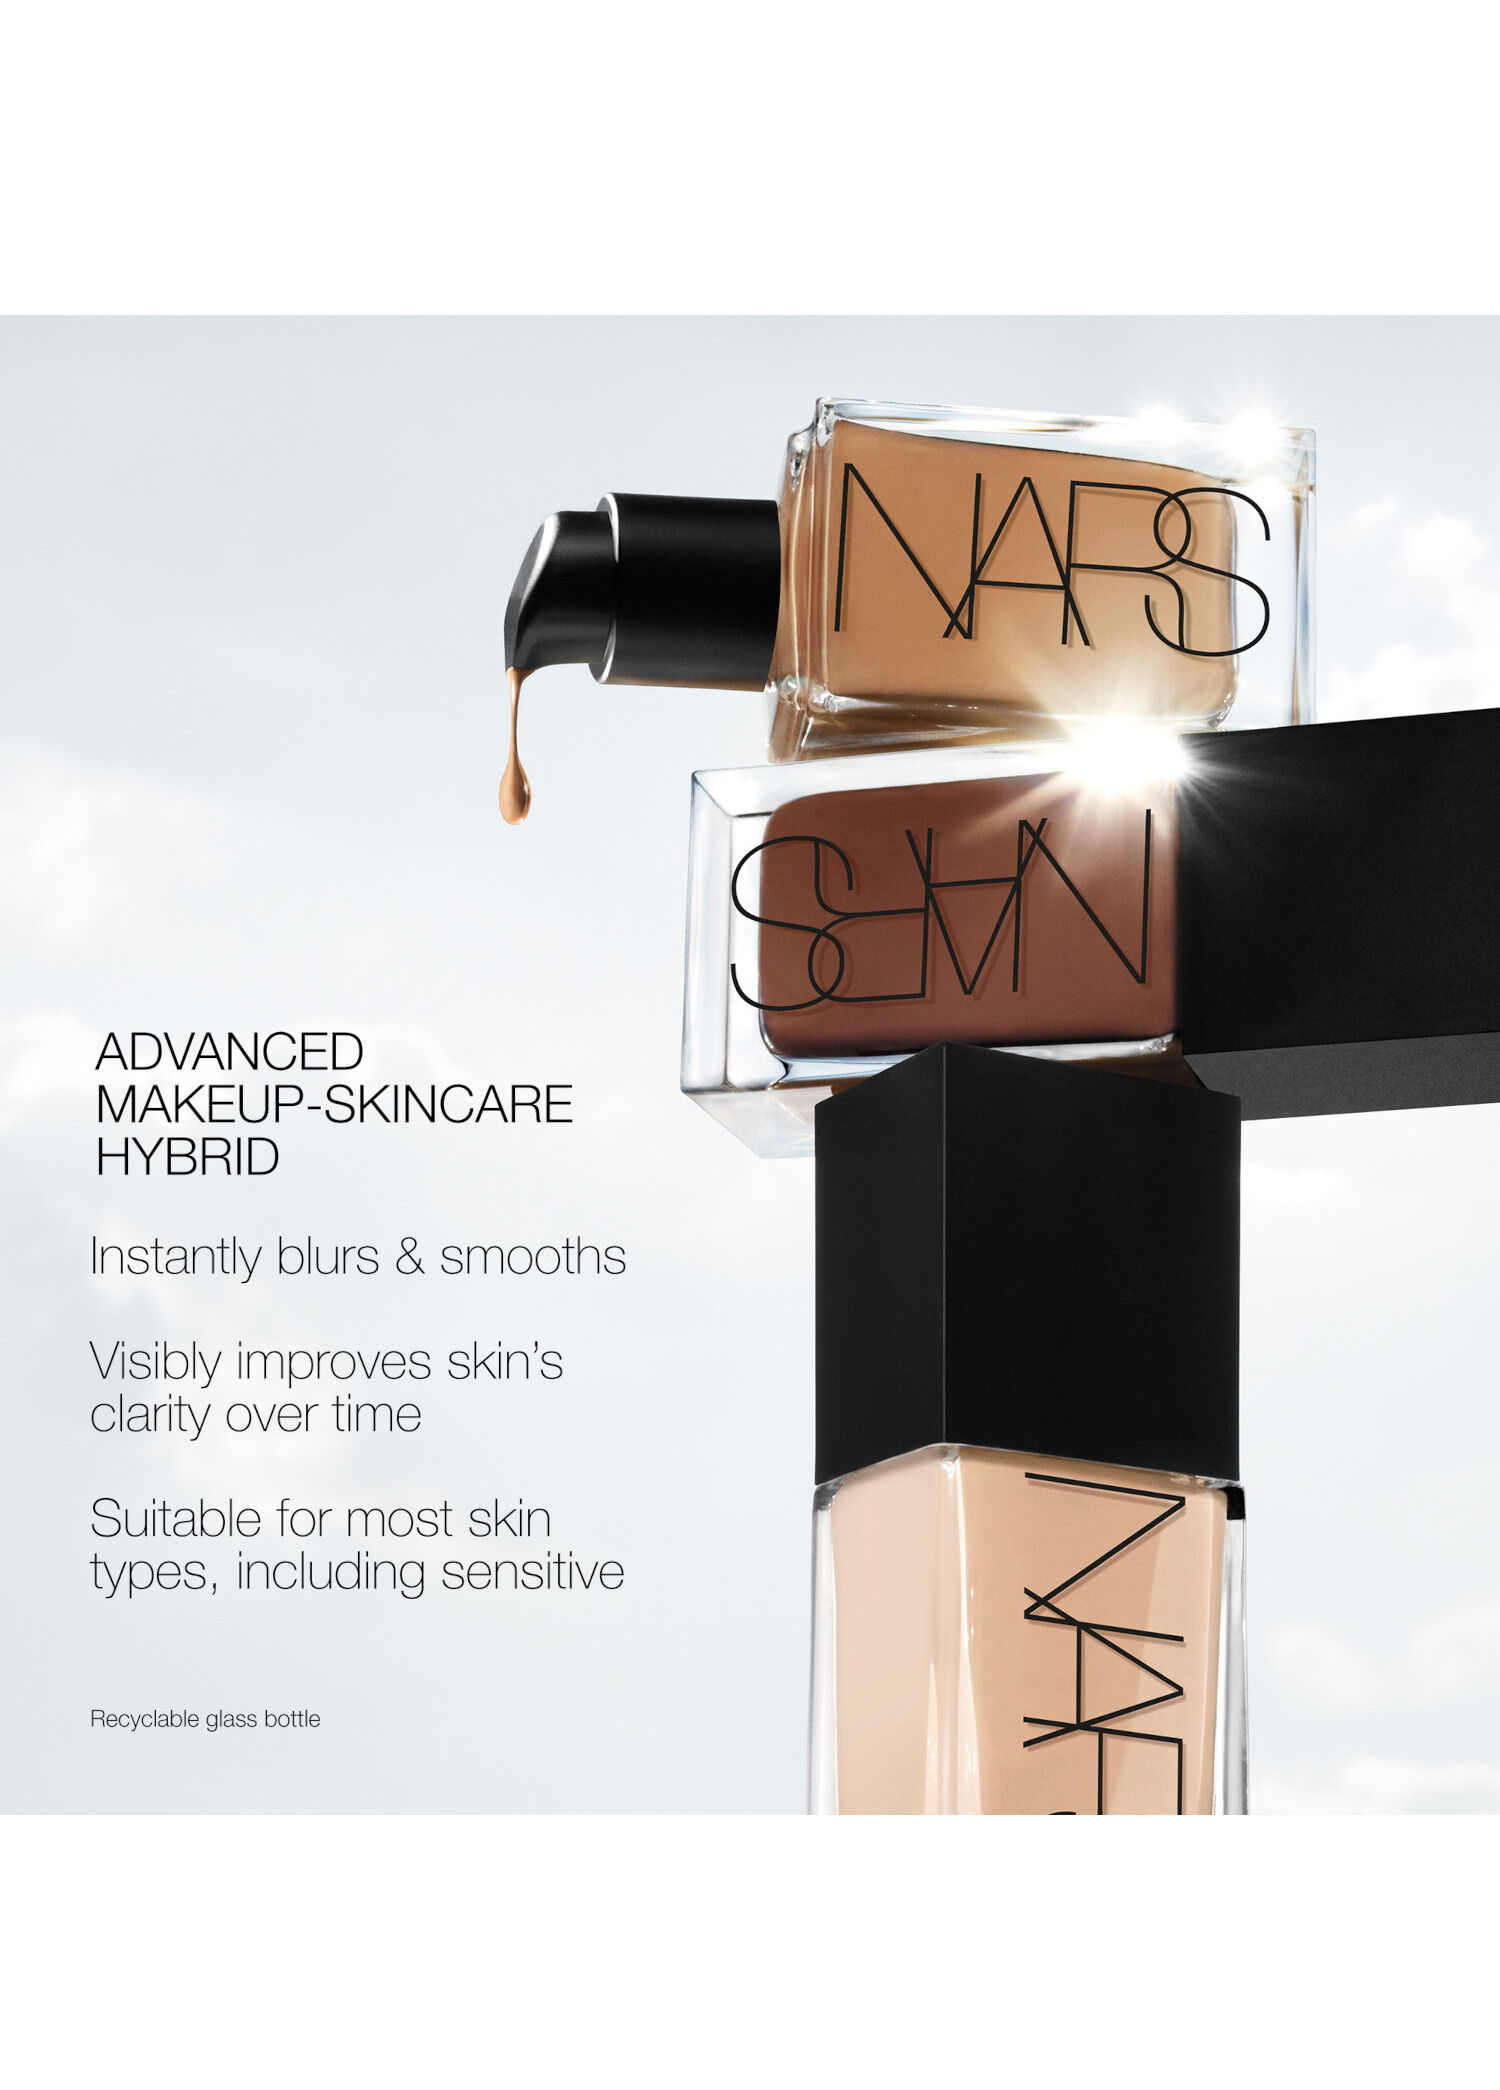 NARS
NARS
ADVANCED
MAKEUP-SKINCARE
HYBRID
Instantly blurs & smooths
Visibly improves skin's
clarity over time
Suitable for most skin
types, including sensitive
NAR
Recyclable glass bottle